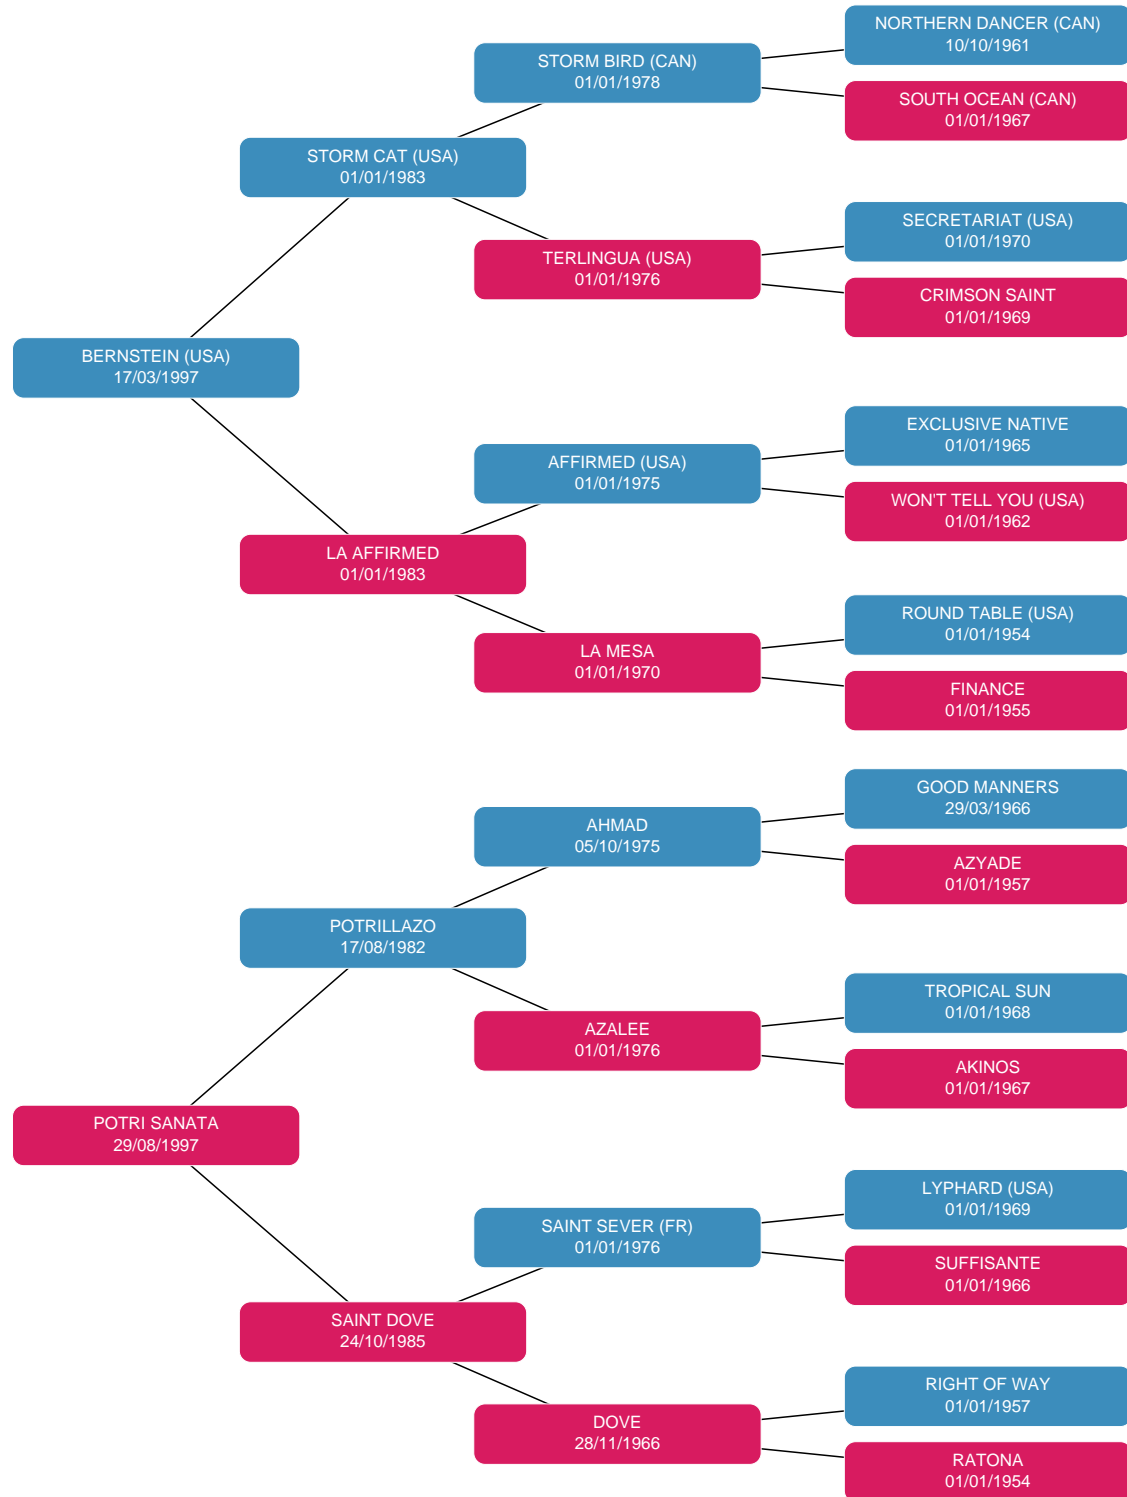 NORTHERN DANCER (CAN)
10/10/1961
STORM BIRD (CAN)
01/01/1978
SOUTH OCEAN (CAN)
01/01/1967
STORM CAT (USA)
01/01/1983
SECRETARIAT (USA)
01/01/1970
TERLINGUA (USA)
01/01/1976
CRIMSON SAINT
01/01/1969
BERNSTEIN (USA)
17/03/1997
EXCLUSIVE NATIVE
01/01/1965
AFFIRMED (USA)
01/01/1975
WON'T TELL YOU (USA)
01/01/1962
LA AFFIRMED
01/01/1983
ROUND TABLE (USA)
01/01/1954
LA MESA
01/01/1970
FINANCE
01/01/1955
GOOD MANNERS
29/03/1966
AHMAD
05/10/1975
AZYADE
01/01/1957
POTRILLAZO
17/08/1982
TROPICAL SUN
01/01/1968
AZALEE
01/01/1976
AKINOS
01/01/1967
POTRI SANATA
29/08/1997
LYPHARD (USA)
01/01/1969
SAINT SEVER (FR)
01/01/1976
SUFFISANTE
01/01/1966
SAINT DOVE
24/10/1985
RIGHT OF WAY
01/01/1957
DOVE
28/11/1966
RATONA
01/01/1954